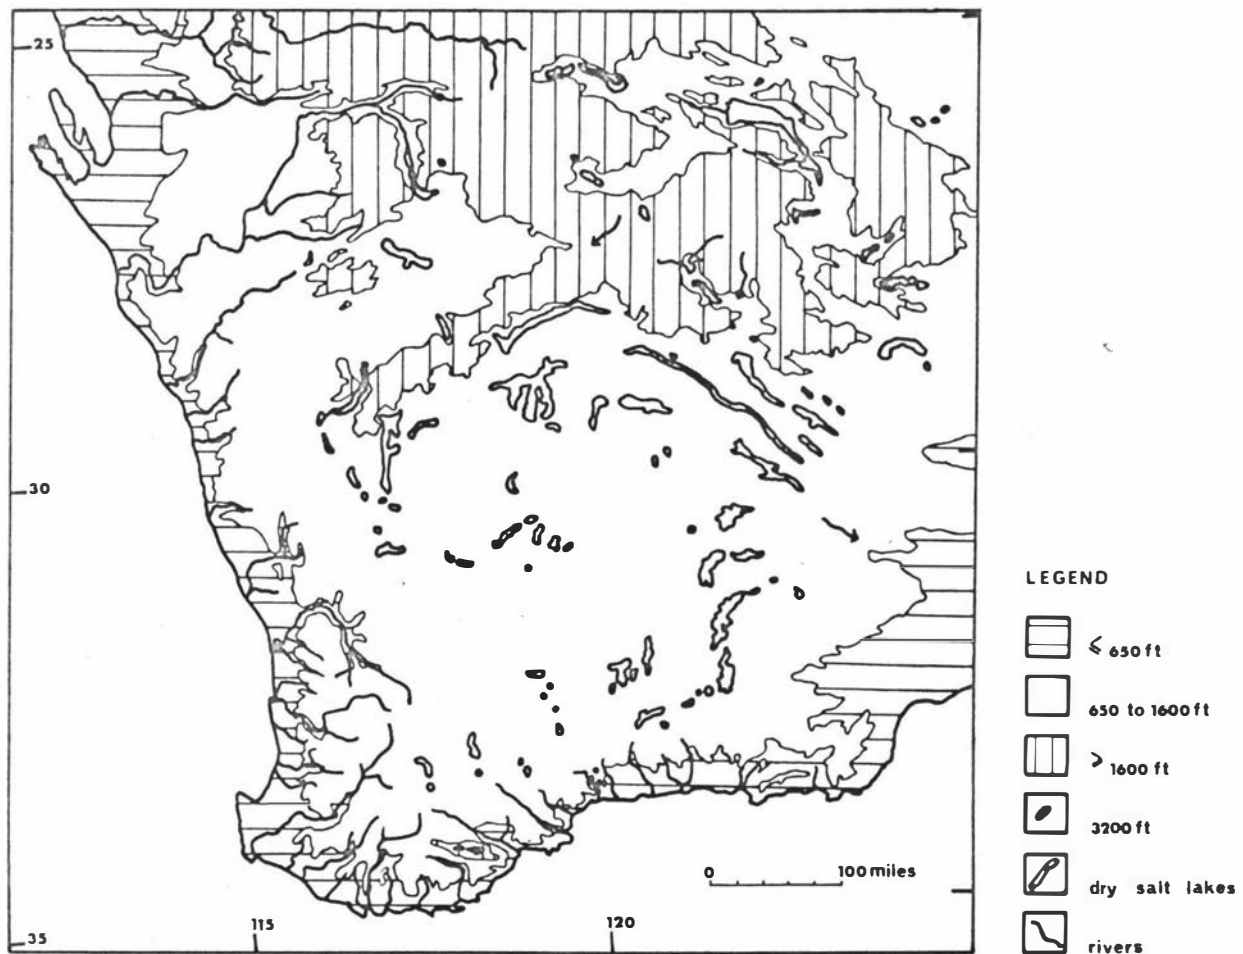 25
30
35
115
120
0 100 miles
LEGEND
≤ 650 ft
650 to 1600 ft
> 1600 ft
3200 ft
dry salt lakes
rivers